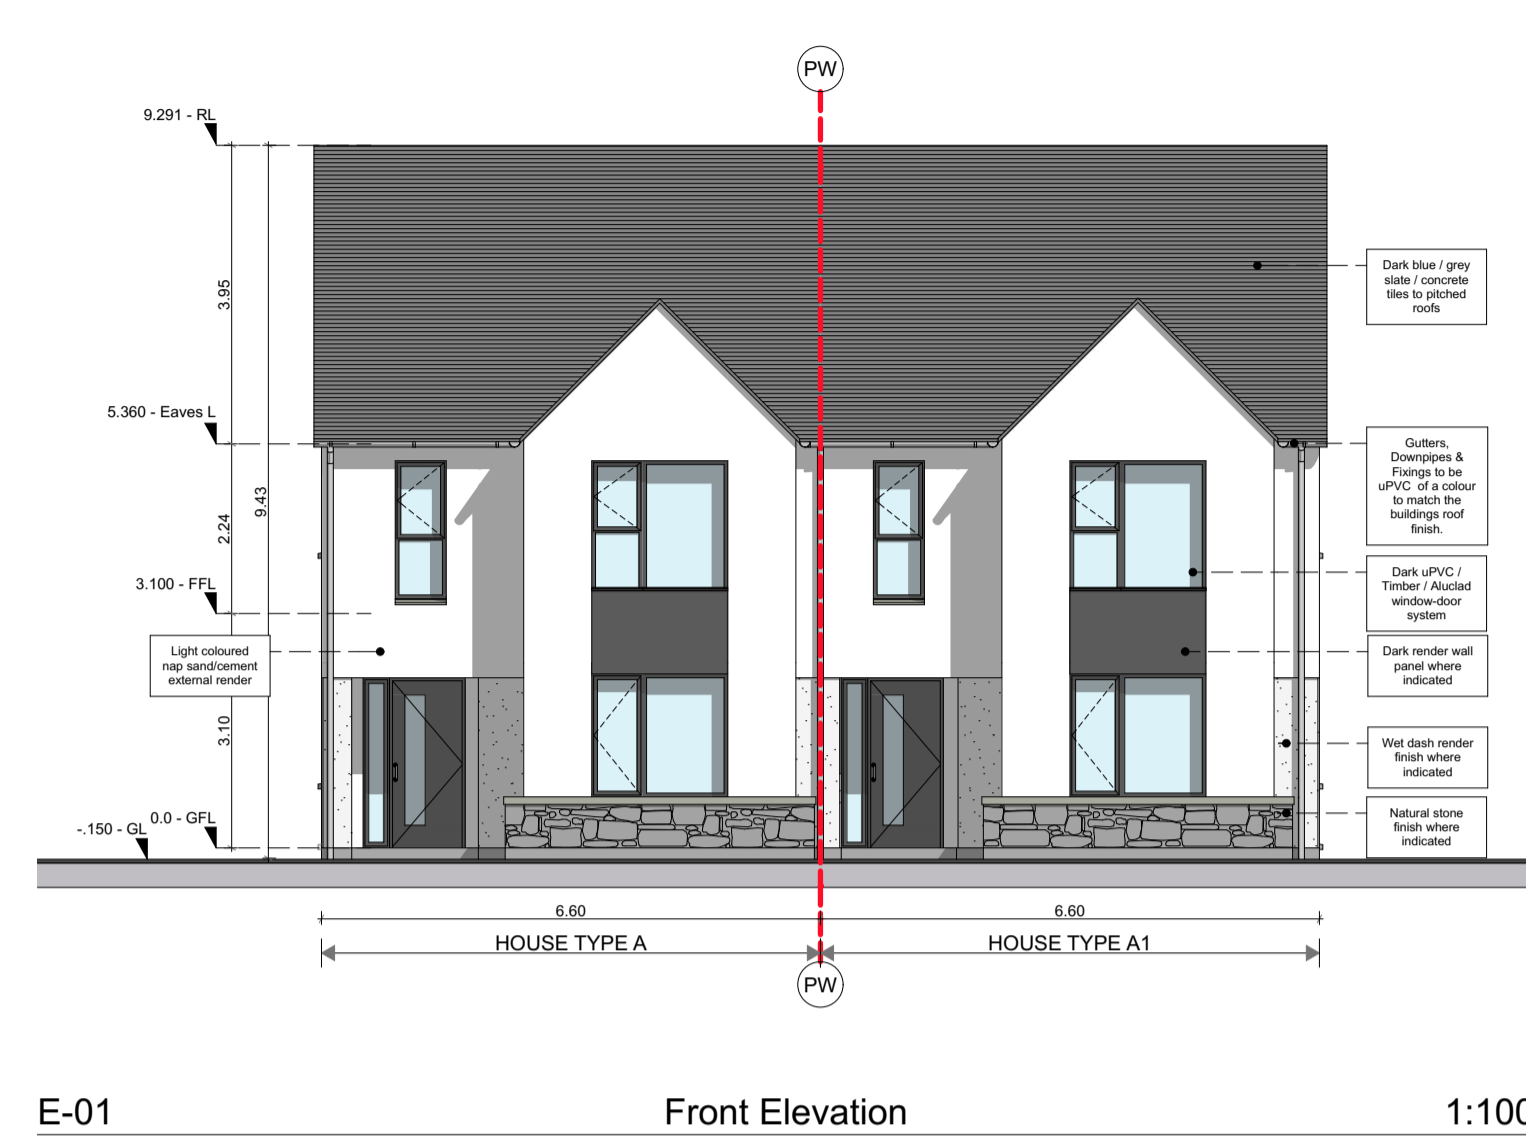 PW
9.291 - RL
3.95
Dark blue / grey
slate / concrete
tiles to pitched
roofs
5.360 - Eaves L
Gutters,
Downpipes &
Fixings to be
uPVC of a colour
to match the
buildings roof
finish.
2.24
9.43
3.100 - FFL
Dark uPVC /
Timber / Aluclad
window-door
system
Light coloured
nap sand/cement
external render
Dark render wall
panel where
indicated
3.10
Wet dash render
finish where
indicated
0.0 - GFL
-.150 - GL
Natural stone
finish where
indicated
6.60 6.60
HOUSE TYPE A HOUSE TYPE A1
PW
E-01 Front Elevation 1:100